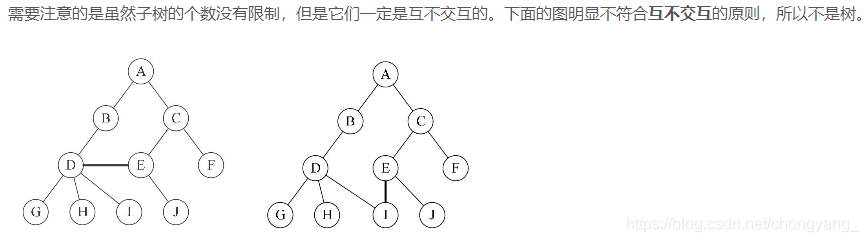 需要注意的是虽然子树的个数没有限制，但是它们一定是互不交互的。下面的图明显不符合互不交互的原则，所以不是树。
A A
B C B C
D E F D E F
G H I J G H I J
https://blog.csdn.net/chongyang_